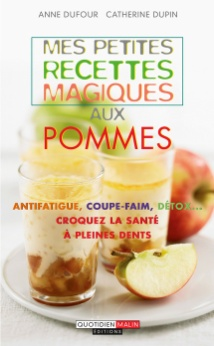 ANNE DUFOUR CATHERINE DUPIN
MES PETITES
RECETTES
MAGIQUES
AUX
POMMES
ANTIFATIGUE, COUPE-FAIM, DÉTOX...
CROQUEZ LA SANTÉ
À PLEINES DENTS
QUOTIDIEN MALIN
ÉDITIONS